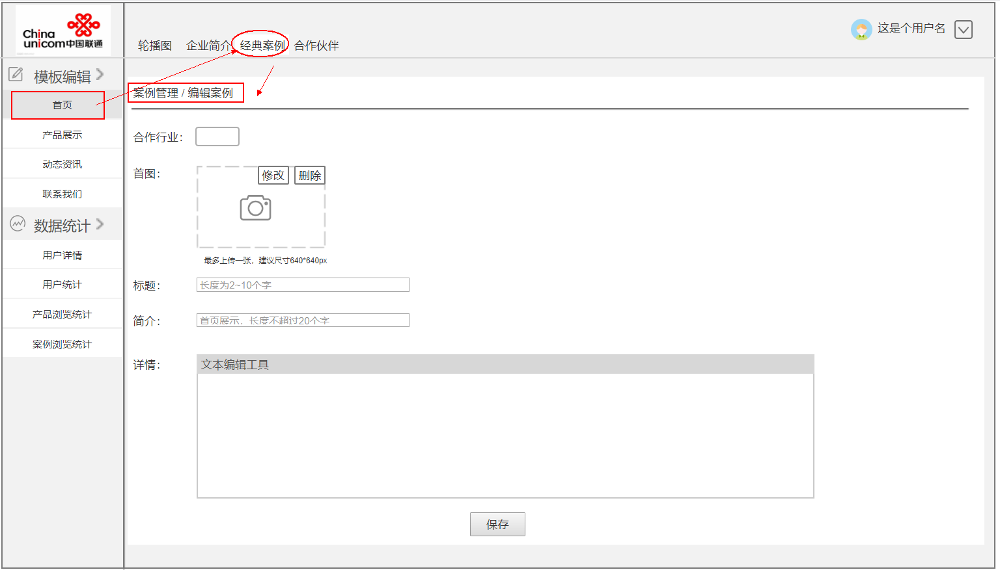 China
unicom中国联通
轮播图 企业简介 经典案例 合作伙伴
这是个用户名
模板编辑
首页
产品展示
动态资讯
联系我们
数据统计
用户详情
用户统计
产品浏览统计
案例浏览统计
案例管理 / 编辑案例
合作行业：
首图：
修改 删除
最多上传一张，建议尺寸640*640px
标题：
长度为2~10个字
简介：
首页展示，长度不超过20个字
详情：
文本编辑工具
保存